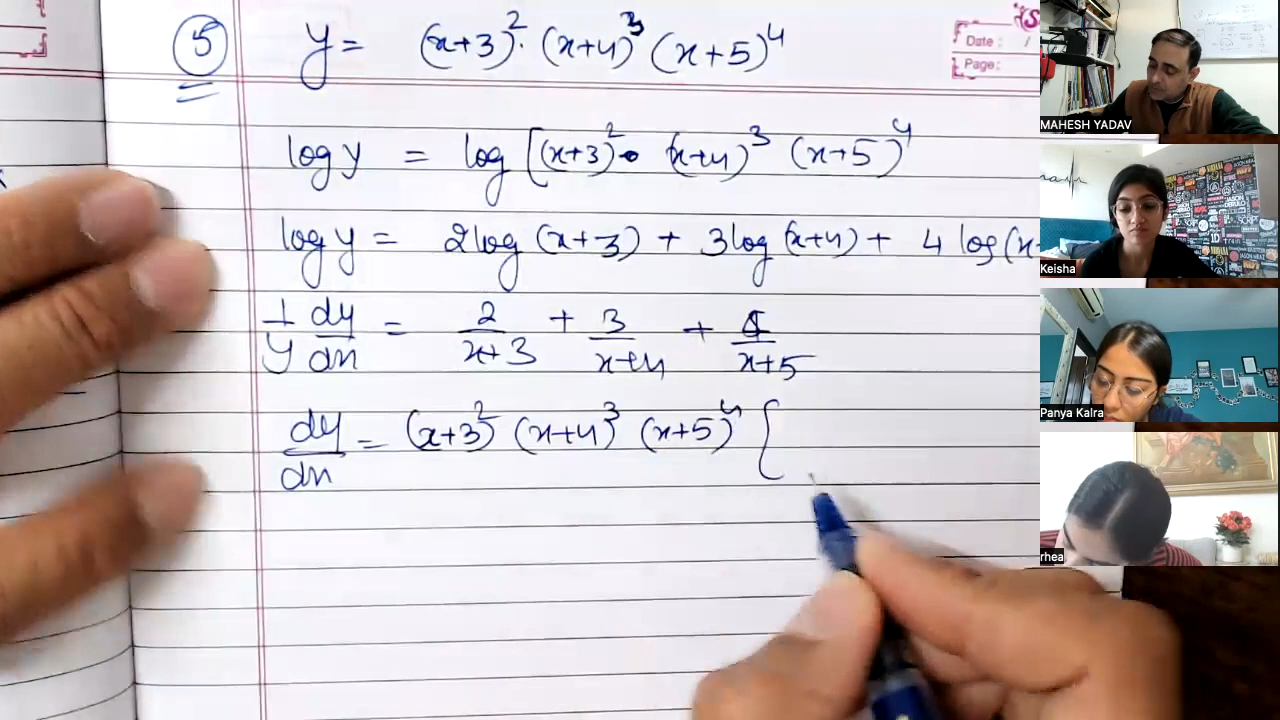 5 y = (x+3)². (x+4)³ (x+5)⁴
Date : /
Page:
log y = log [(x+3)². (x+4)³ (x+5)⁴
log y = 2log (x+3) + 3log (x+4) + 4 log (x
1/y dy/dx = 2/x+3 + 3/x+4 + 4/x+5
dy/dx = (x+3)² (x+4)³ (x+5)⁴ {
MAHESH YADAV
Keisha
Panya Kalra
rhea